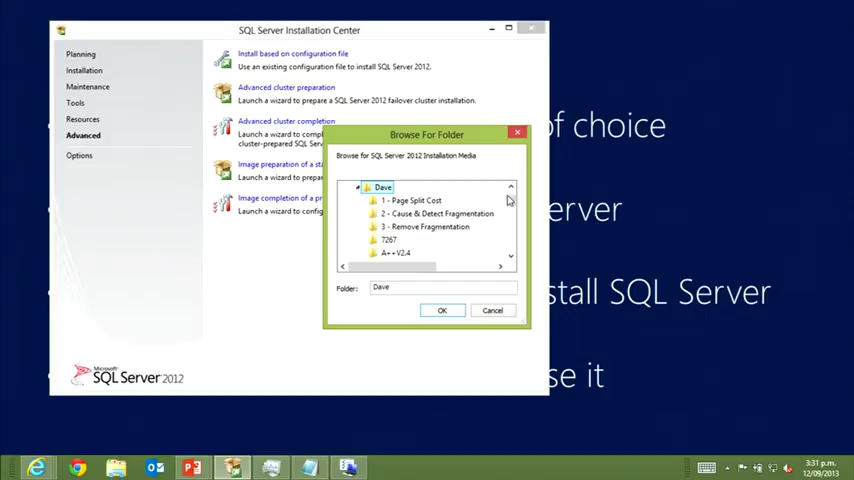 SQL Server Installation Center
Planning
Installation
Maintenance
Tools
Resources
Advanced
Options
Install based on configuration file
Use an existing configuration file to install SQL Server 2012.
Advanced cluster preparation
Launch a wizard to prepare a SQL Server 2012 failover cluster installation.
Advanced cluster completion
Launch a wizard to compl
cluster-prepared SQL Serv
Image preparation of a sta
Launch a wizard to prepare
Image completion of a pr
Launch a wizard to config
Microsoft
SQL Server 2012
Browse For Folder
Browse for SQL Server 2012 Installation Media
Dave
1 - Page Split Cost
2 - Cause & Detect Fragmentation
3 - Remove Fragmentation
7267
A++V2.4
Folder:
Dave
OK
Cancel
of choice
erver
stall SQL Server
se it
3:31 p.m.
12/09/2013